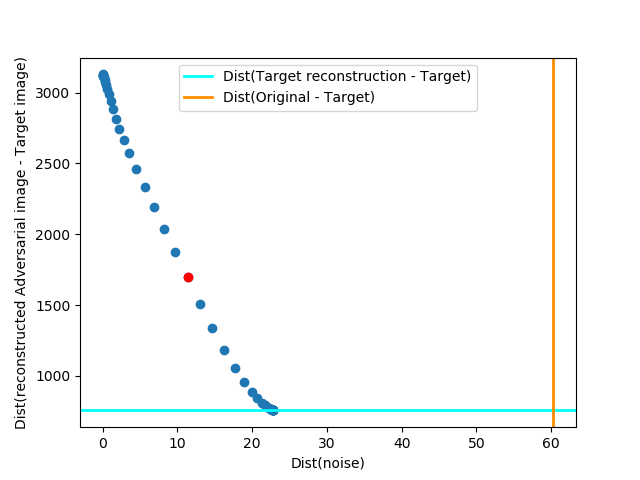 Dist(Target reconstruction - Target)
Dist(Original - Target)
Dist(reconstructed Adversarial image - Target image)
3000
2500
2000
1500
1000
0 10 20 30 40 50 60
Dist(noise)